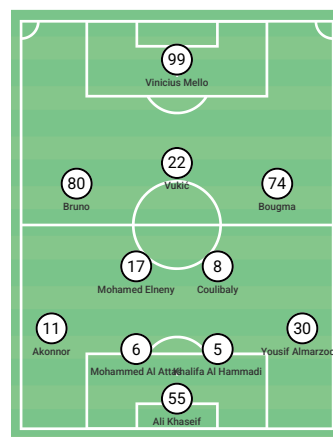 99
Vinicius Mello
22
Vukić
80
Bruno
74
Bougma
17
Mohamed Elneny
8
Coulibaly
11
Akonnor
30
Yousif Almarzoo
6
Mohammed Al Attas
5
Khalifa Al Hammadi
55
Ali Khaseif